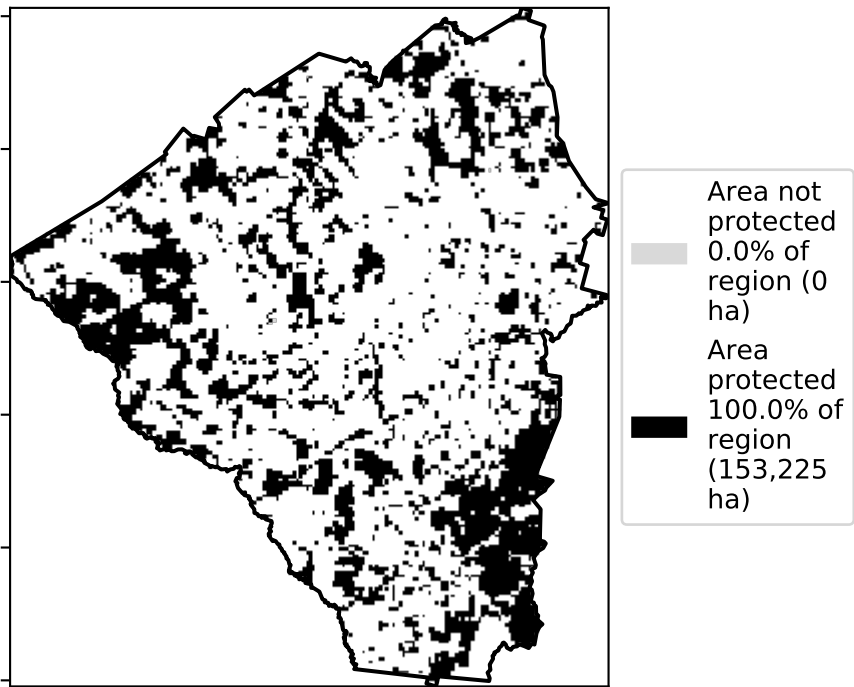 Area not
protected
0.0% of
region (0
ha)
Area
protected
100.0% of
region
(153,225
ha)